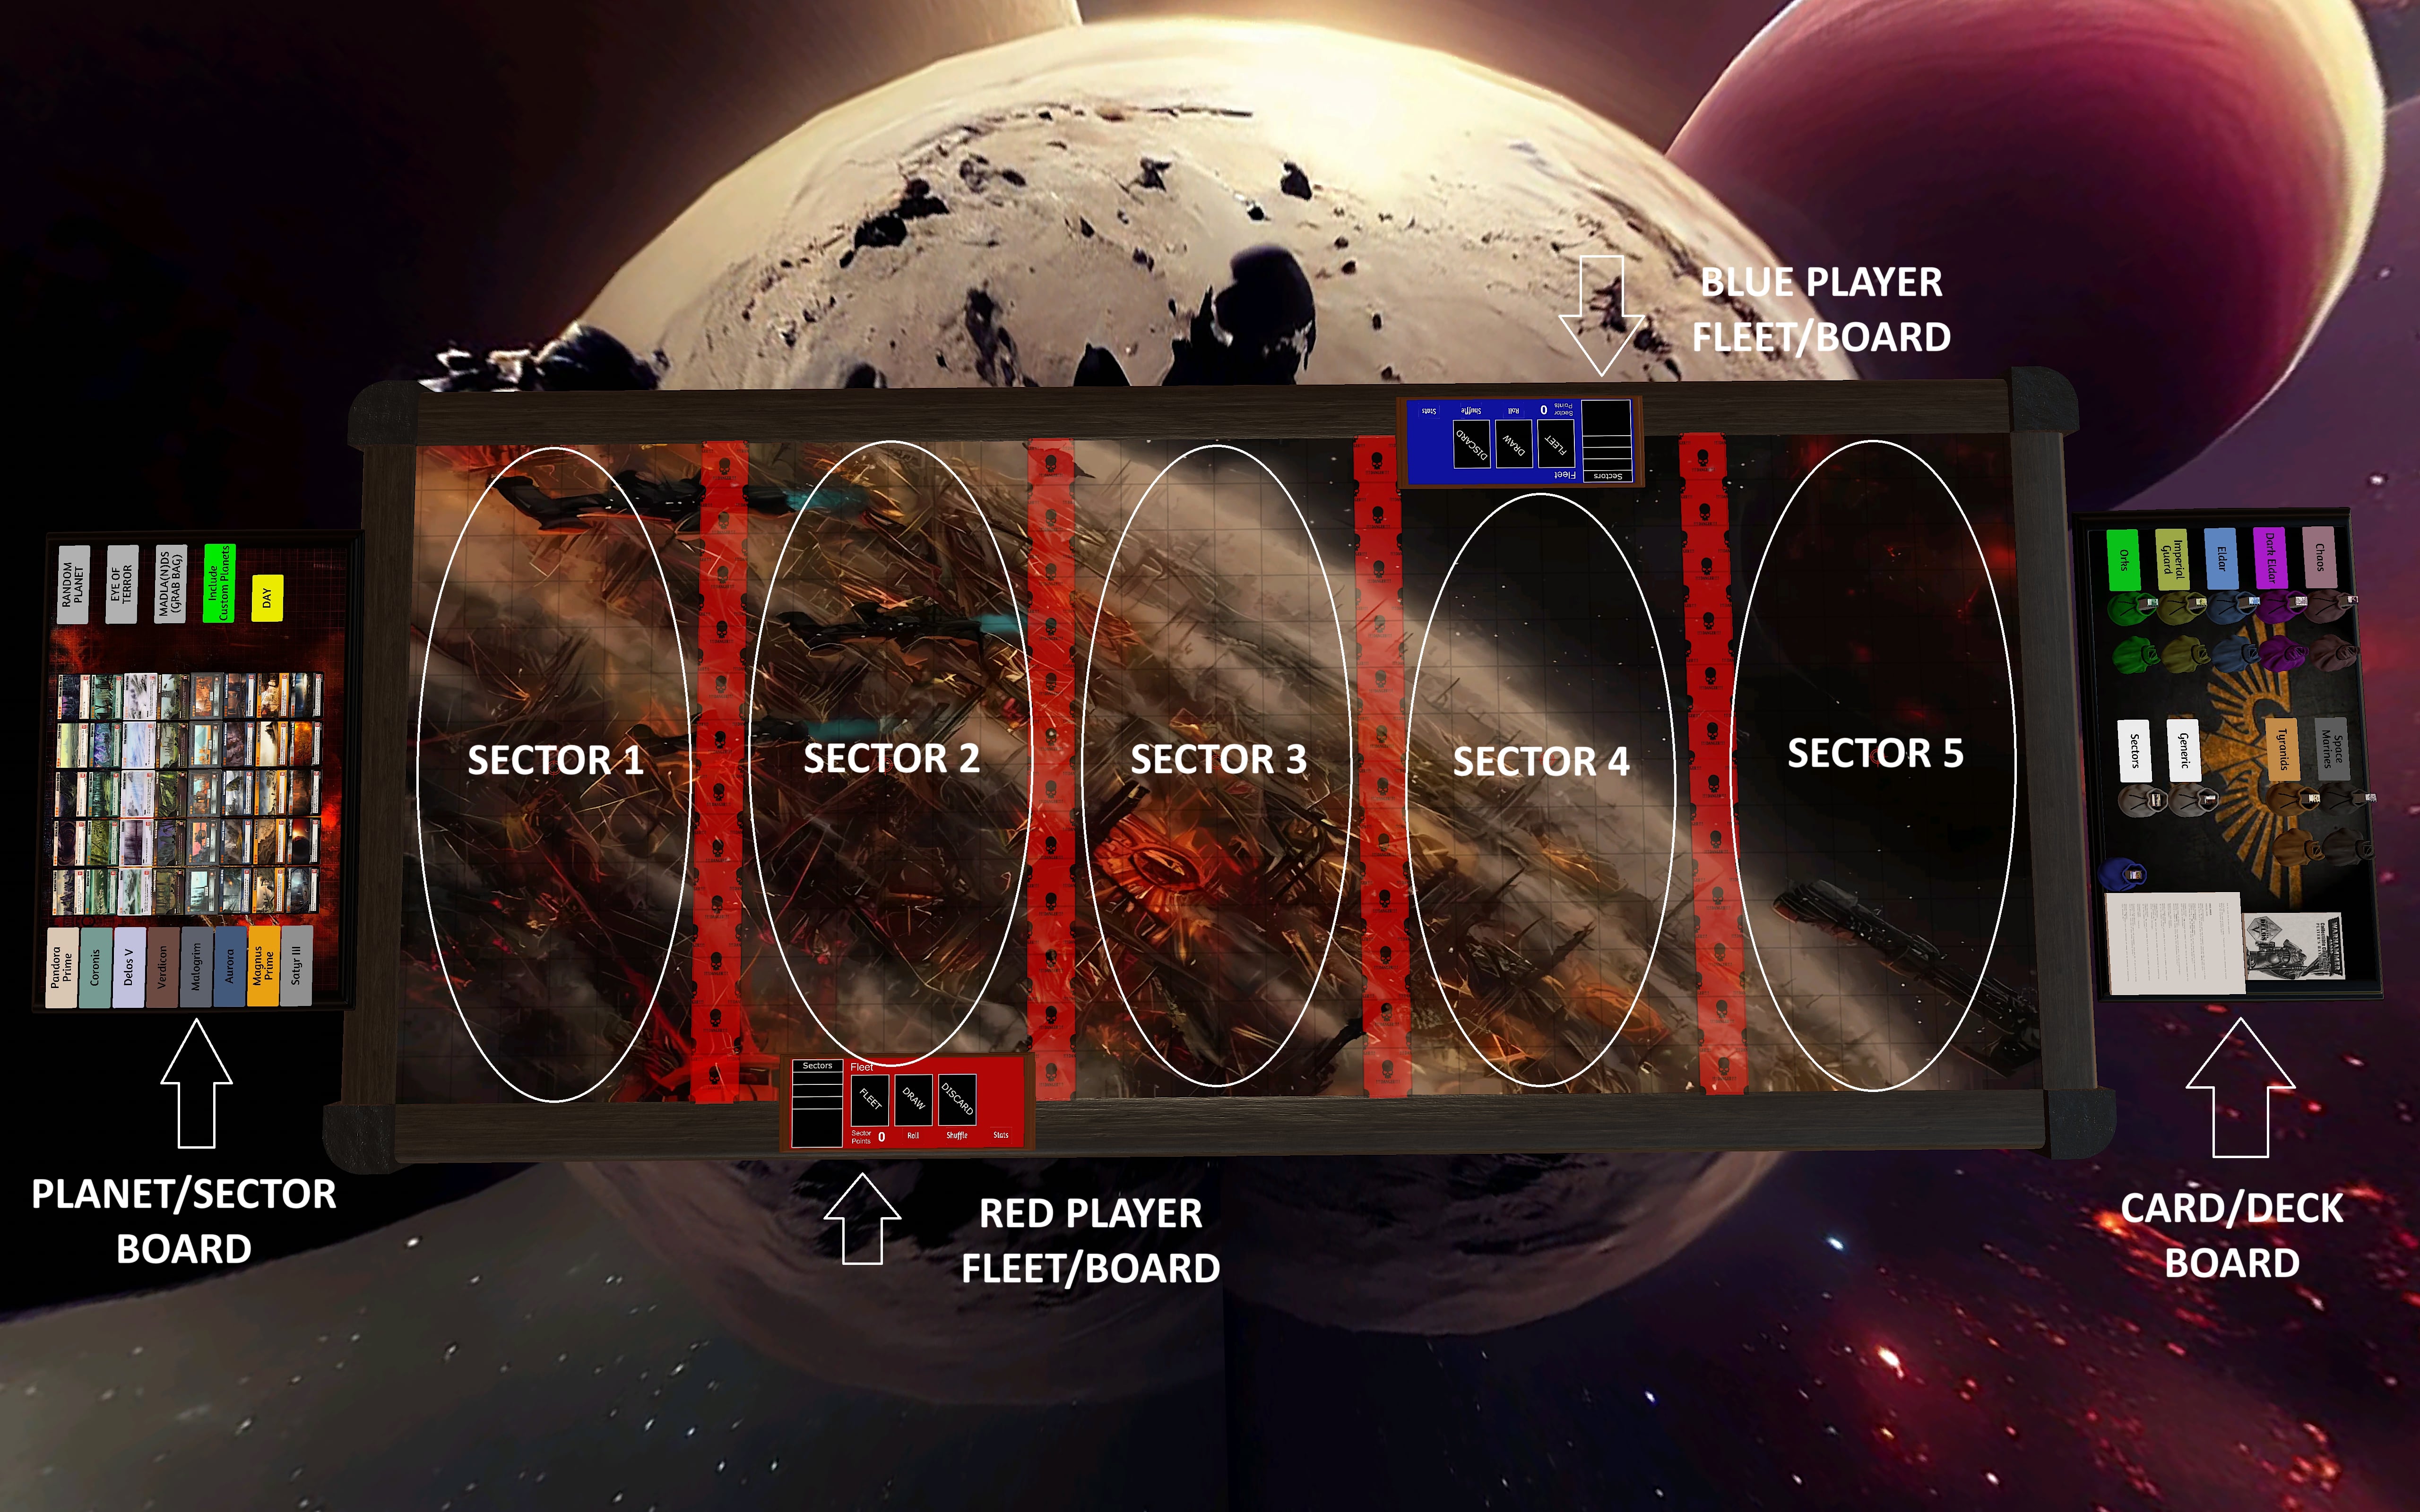 BLUE PLAYER
FLEET/BOARD
Stats
Shuffle
Roll
0
Sector
Points
DISCARD
DRAW
FLEET
Fleet
Sectors
RANDOM
PLANET
EYE OF
TERROR
MADLA(N)DS
(GRAB BAG)
Include
Custom Planets
DAY
Pandora
Prime
Coronis
Delos V
Verdicon
Malogrim
Aurora
Magnus
Prime
Satyr III
SECTOR 1
SECTOR 2
SECTOR 3
SECTOR 4
SECTOR 5
Orks
Imperial
Guard
Eldar
Dark Eldar
Chaos
Sectors
Generic
Tyranids
Space
Marines
Sectors
Fleet
FLEET
DRAW
DISCARD
Sector
Points
0
Roll
Shuffle
Stats
PLANET/SECTOR
BOARD
RED PLAYER
FLEET/BOARD
CARD/DECK
BOARD